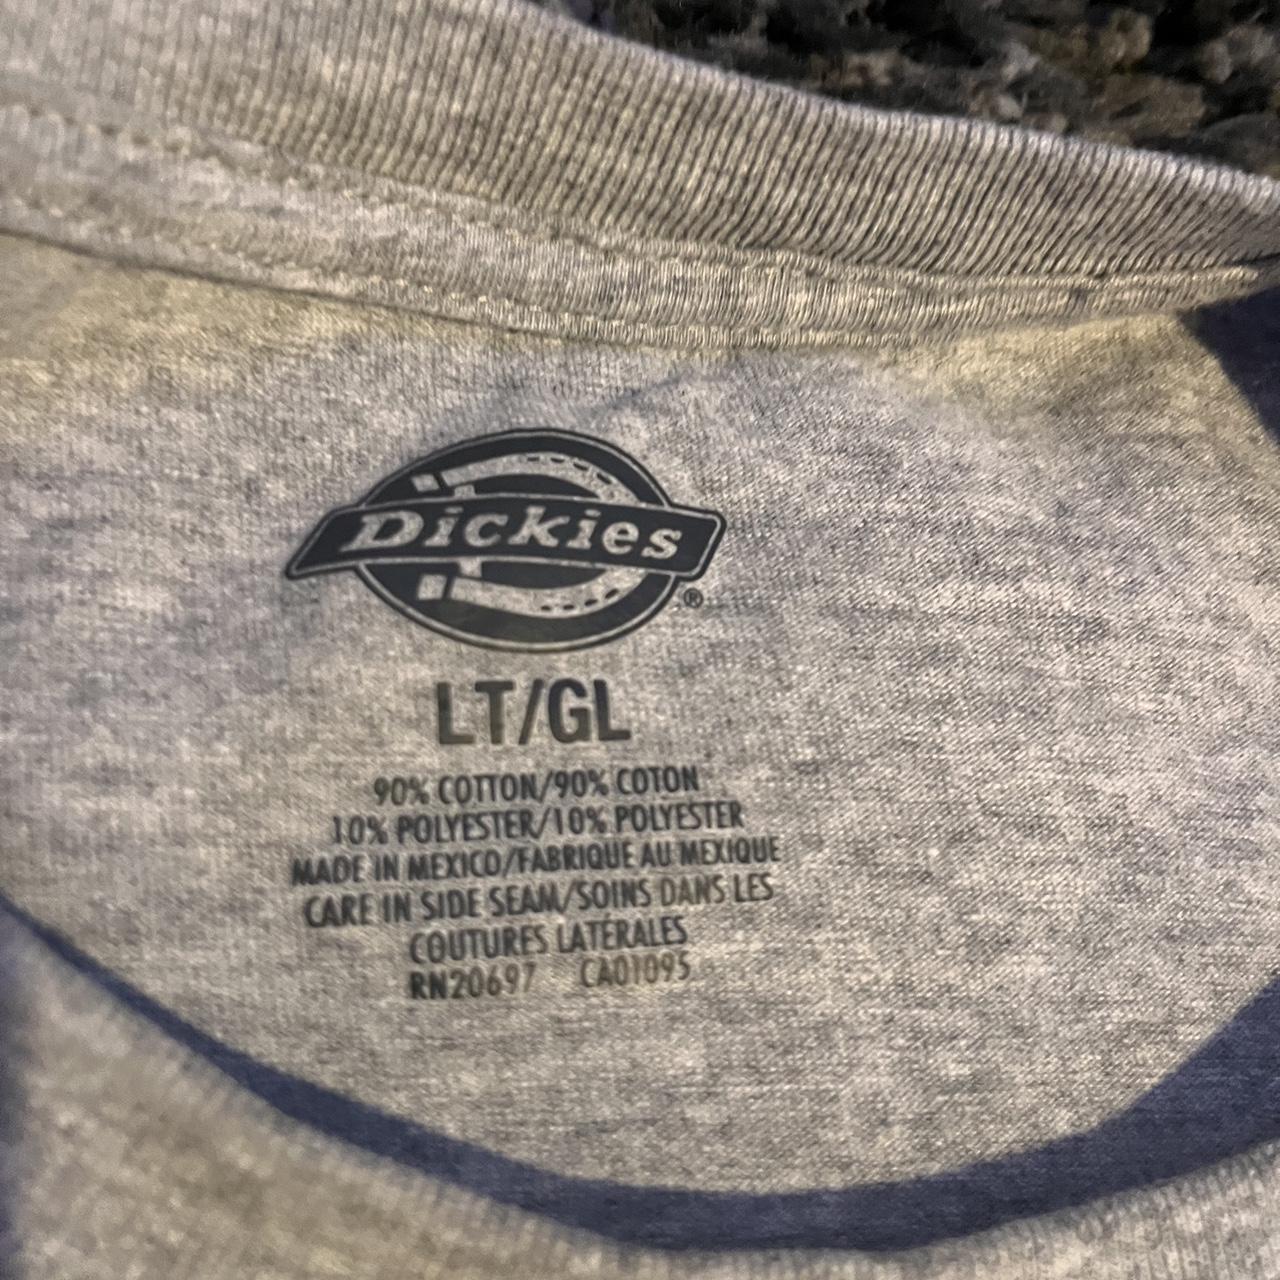 Dickies
®
LT/GL
90% COTTON/90% COTON
10% POLYESTER/10% POLYESTER
MADE IN MEXICO/FABRIQUE AU MEXIQUE
CARE IN SIDE SEAM/SOINS DANS LES
COUTURES LATÉRALES
RN20697 CA01095